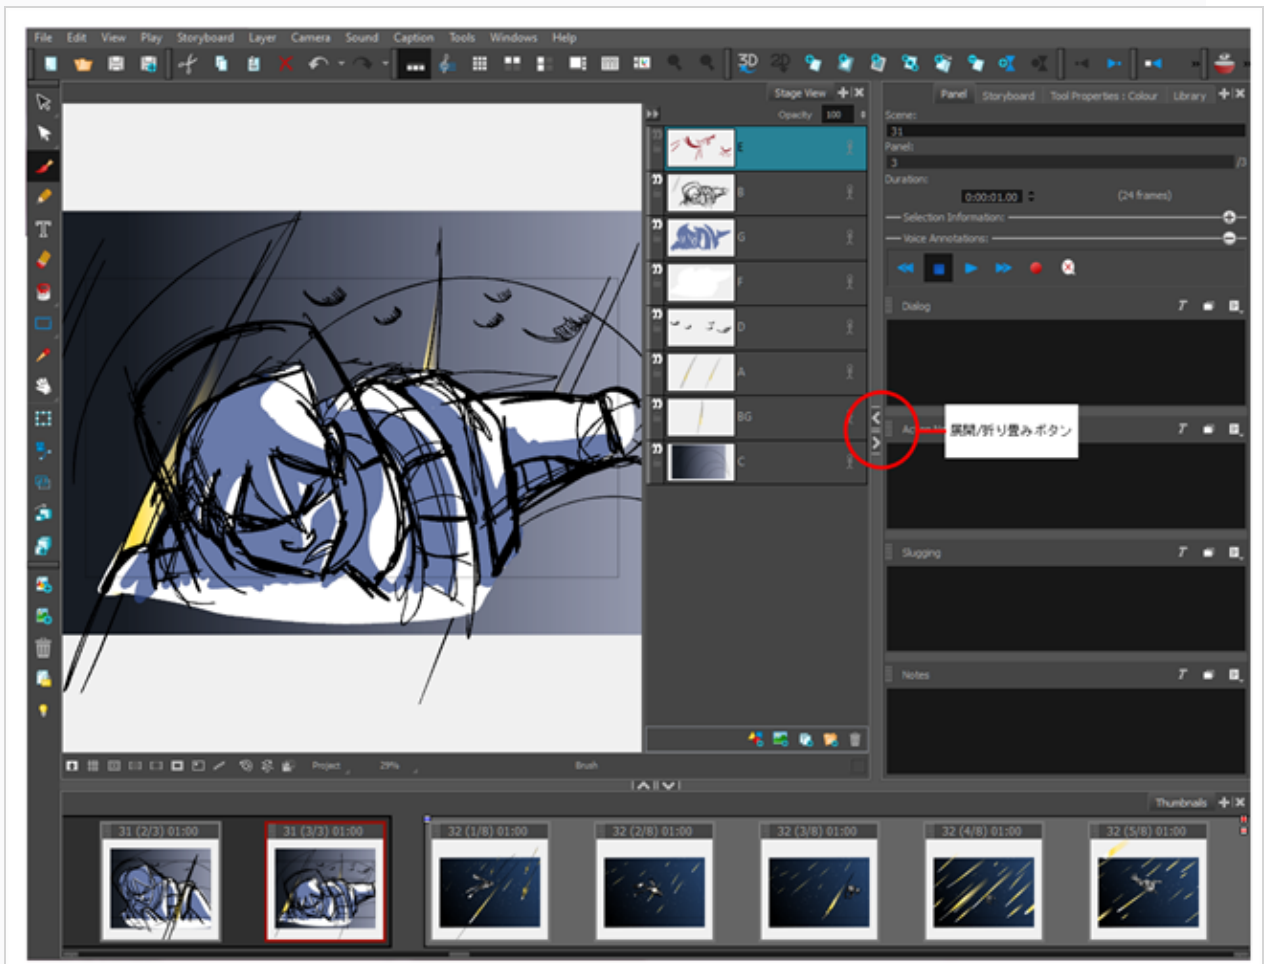 File Edit View Play Storyboard Layer Camera Sound Caption Tools Windows Help
3D
Stage View
Opacity 100
E
B
G
F
D
A
BG
C
Panel Storyboard Tool Properties : Colour Library
Scene:
31
Panel:
3 /3
Duration:
0:00:01.00 (24 frames)
Selection Information:
Voice Annotations:
Dialog
展開/折り畳みボタン
Slugging
Notes
Project 29% Brush
Thumbnails
31 (2/3) 01:00 31 (3/3) 01:00 32 (1/8) 01:00 32 (2/8) 01:00 32 (3/8) 01:00 32 (4/8) 01:00 32 (5/8) 01:00